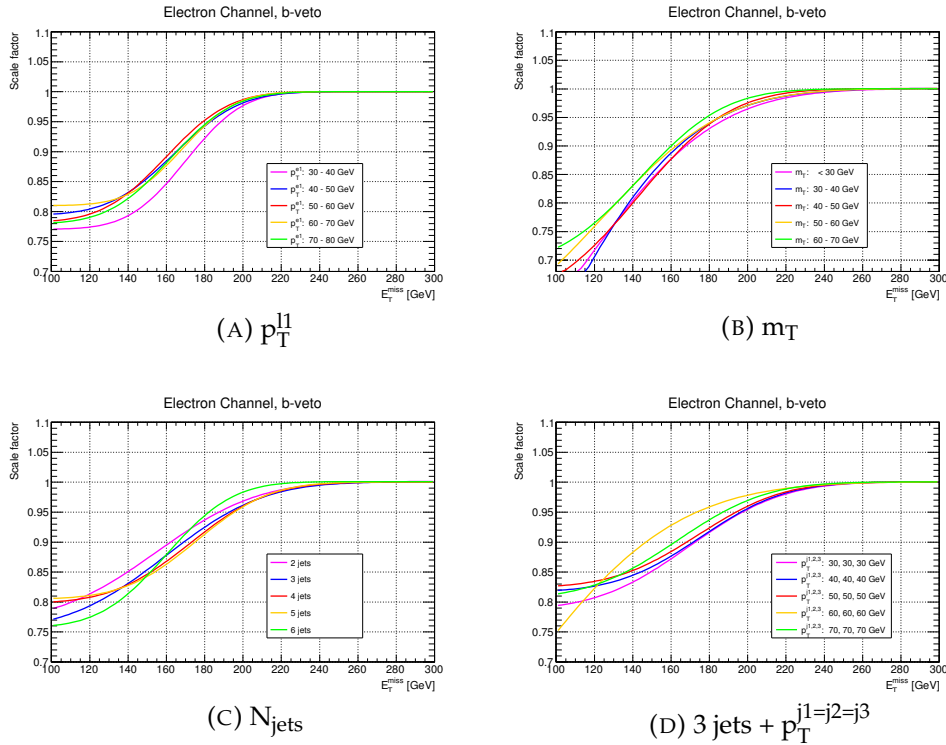 Electron Channel, b-veto
Scale factor
1.1
1.05
1
0.95
0.9
0.85
0.8
0.75
0.7
p_T^e1: 30 - 40 GeV
p_T^e1: 40 - 50 GeV
p_T^e1: 50 - 60 GeV
p_T^e1: 60 - 70 GeV
p_T^e1: 70 - 80 GeV
100 120 140 160 180 200 220 240 260 280 300
E_T^miss [GeV]
(A) p_T^l1
Electron Channel, b-veto
Scale factor
1.1
1.05
1
0.95
0.9
0.85
0.8
0.75
0.7
m_T: < 30 GeV
m_T: 30 - 40 GeV
m_T: 40 - 50 GeV
m_T: 50 - 60 GeV
m_T: 60 - 70 GeV
100 120 140 160 180 200 220 240 260 280 300
E_T^miss [GeV]
(B) m_T
Electron Channel, b-veto
Scale factor
1.1
1.05
1
0.95
0.9
0.85
0.8
0.75
0.7
2 jets
3 jets
4 jets
5 jets
6 jets
100 120 140 160 180 200 220 240 260 280 300
E_T^miss [GeV]
(C) N_jets
Electron Channel, b-veto
Scale factor
1.1
1.05
1
0.95
0.9
0.85
0.8
0.75
0.7
p_T^j1,2,3: 30, 30, 30 GeV
p_T^j1,2,3: 40, 40, 40 GeV
p_T^j1,2,3: 50, 50, 50 GeV
p_T^j1,2,3: 60, 60, 60 GeV
p_T^j1,2,3: 70, 70, 70 GeV
100 120 140 160 180 200 220 240 260 280 300
E_T^miss [GeV]
(D) 3 jets + p_T^j1=j2=j3